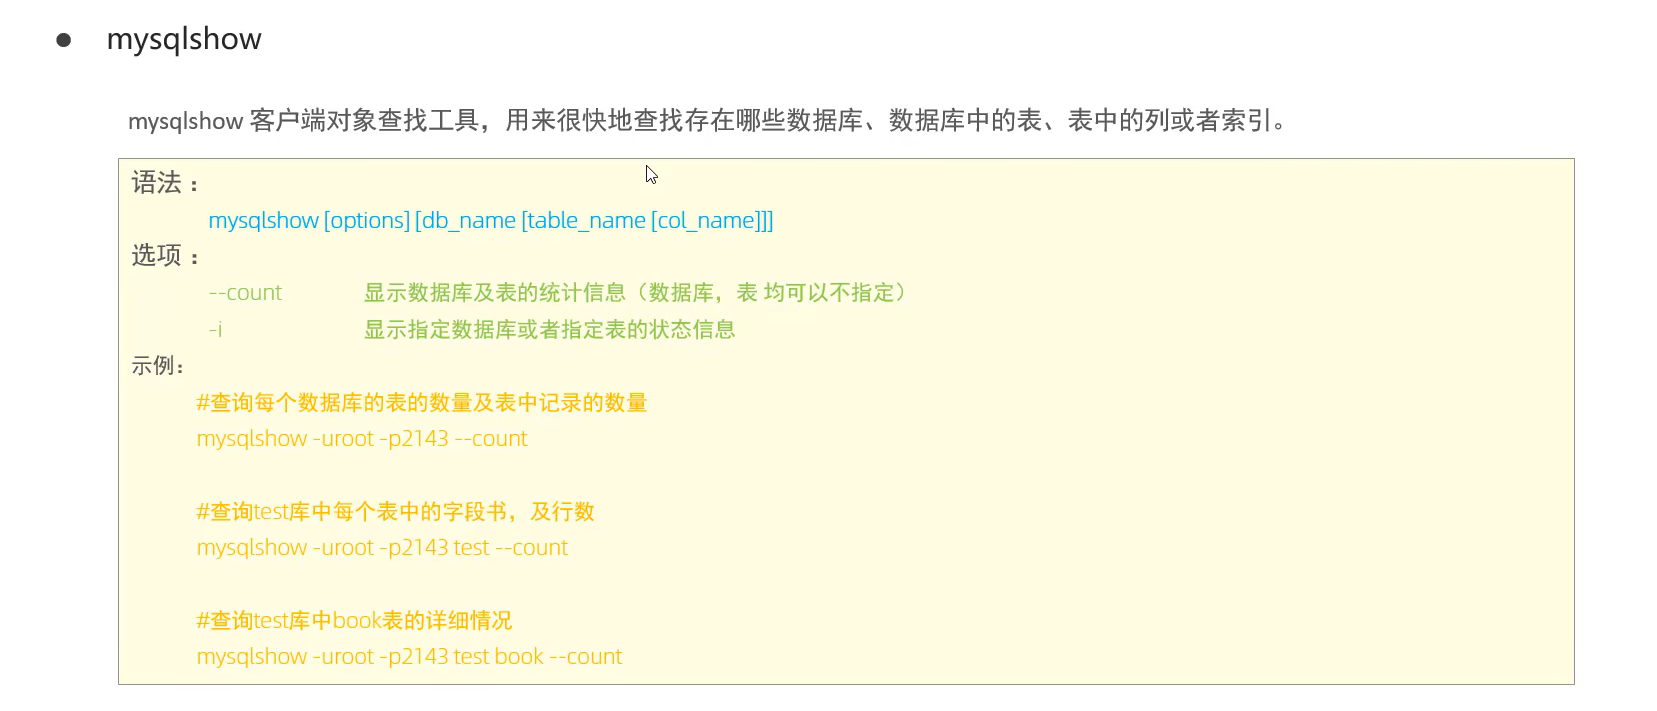 ● mysqlshow
mysqlshow 客户端对象查找工具，用来很快地查找存在哪些数据库、数据库中的表、表中的列或者索引。
语法：
mysqlshow [options] [db_name [table_name [col_name]]]
选项：
--count 显示数据库及表的统计信息（数据库，表 均可以不指定）
-i 显示指定数据库或者指定表的状态信息
示例：
#查询每个数据库的表的数量及表中记录的数量
mysqlshow -uroot -p2143 --count
#查询test库中每个表中的字段书，及行数
mysqlshow -uroot -p2143 test --count
#查询test库中book表的详细情况
mysqlshow -uroot -p2143 test book --count